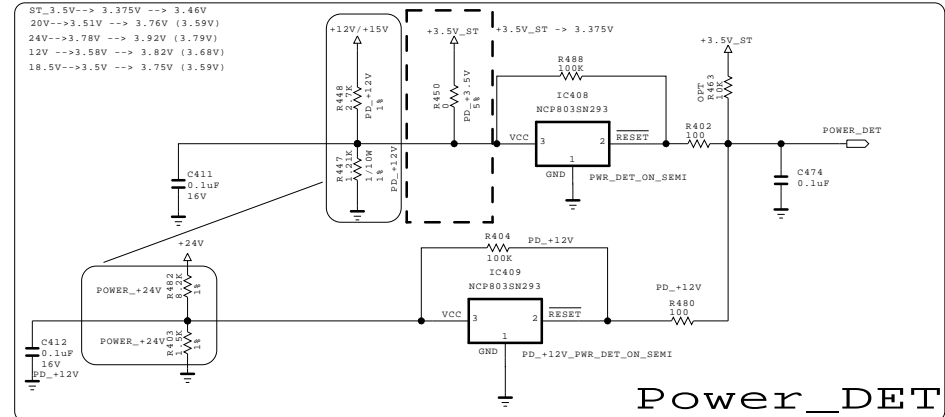 ST_3.5V--> 3.375V --> 3.46V
20V-->3.51V --> 3.76V (3.59V)
24V-->3.78V --> 3.92V (3.79V)
12V -->3.58V --> 3.82V (3.68V)
18.5V-->3.5V --> 3.75V (3.59V)
+12V/+15V
R448
2.7K
PD_+12V
1%
R447
1.21K
1/10W
1%
PD_+12V
+3.5V_ST
R450
0
PD_+3.5V
5%
+3.5V_ST --> 3.375V
R488
100K
IC408
NCP803SN293
VCC
3
2
RESET
1
GND
PWR_DET_ON_SEMI
+3.5V_ST
OPT
R463
10K
R402
100
POWER_DET
C474
0.1uF
C411
0.1uF
16V
+24V
POWER_+24V
R482
8.2K
1%
POWER_+24V
R403
1.5K
1%
C412
0.1uF
16V
PD_+12V
R404
100K
PD_+12V
IC409
NCP803SN293
VCC
3
2
RESET
1
GND
PD_+12V_PWR_DET_ON_SEMI
PD_+12V
R480
100
Power_DET